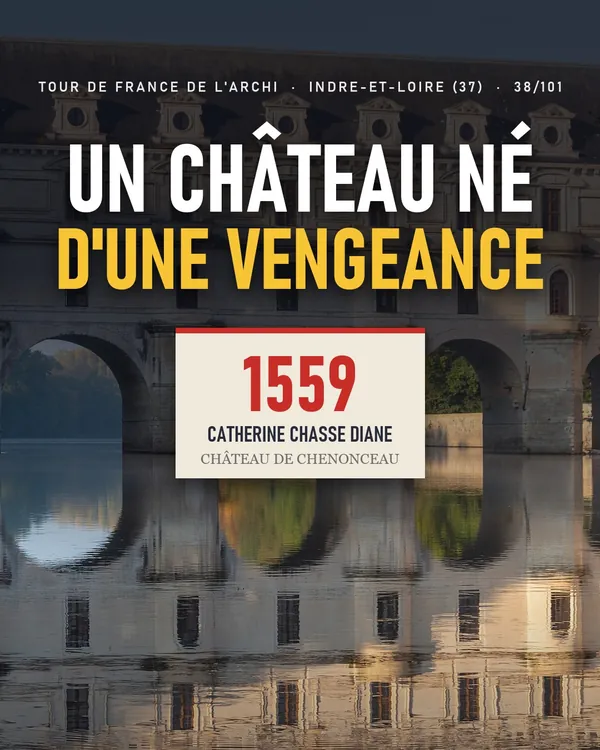 TOUR DE FRANCE DE L'ARCHI · INDRE-ET-LOIRE (37) · 38/101
UN CHÂTEAU NÉ
D'UNE VENGEANCE
1559
CATHERINE CHASSE DIANE
CHÂTEAU DE CHENONCEAU